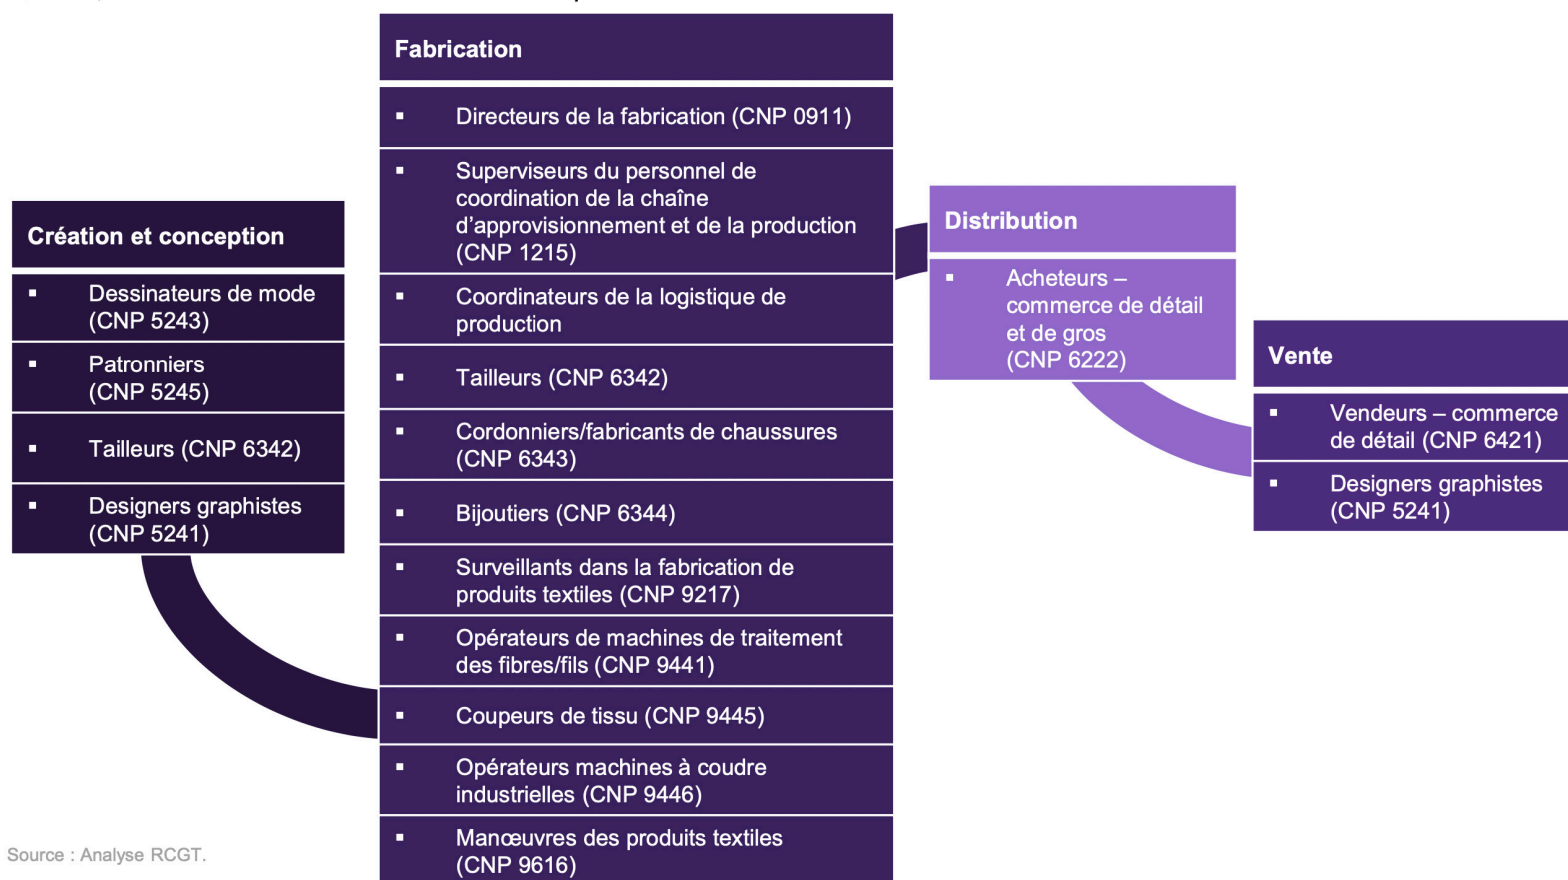 Création et conception
▪ Dessinateurs de mode
(CNP 5243)
▪ Patronniers
(CNP 5245)
▪ Tailleurs (CNP 6342)
▪ Designers graphistes
(CNP 5241)
Fabrication
▪ Directeurs de la fabrication (CNP 0911)
▪ Superviseurs du personnel de
coordination de la chaîne
d’approvisionnement et de la production
(CNP 1215)
▪ Coordinateurs de la logistique de
production
▪ Tailleurs (CNP 6342)
▪ Cordonniers/fabricants de chaussures
(CNP 6343)
▪ Bijoutiers (CNP 6344)
▪ Surveillants dans la fabrication de
produits textiles (CNP 9217)
▪ Opérateurs de machines de traitement
des fibres/fils (CNP 9441)
▪ Coupeurs de tissu (CNP 9445)
▪ Opérateurs machines à coudre
industrielles (CNP 9446)
▪ Manœuvres des produits textiles
(CNP 9616)
Distribution
▪ Acheteurs –
commerce de détail
et de gros
(CNP 6222)
Vente
▪ Vendeurs – commerce
de détail (CNP 6421)
▪ Designers graphistes
(CNP 5241)
Source : Analyse RCGT.